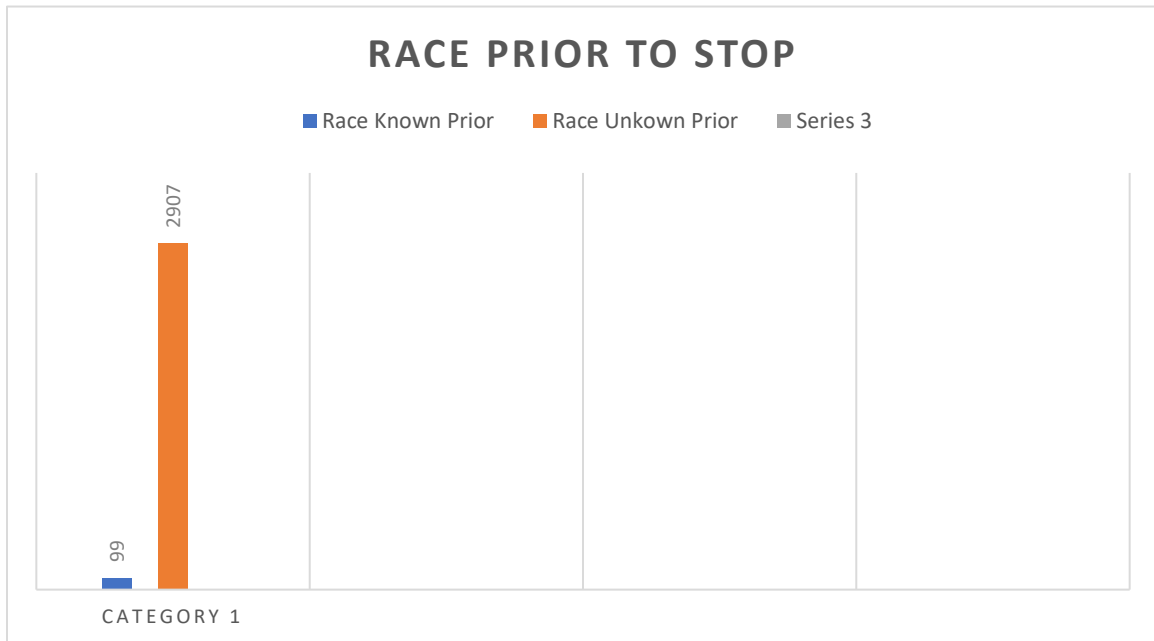 RACE PRIOR TO STOP
Race Known Prior Race Unkown Prior Series 3
2907
99
CATEGORY 1